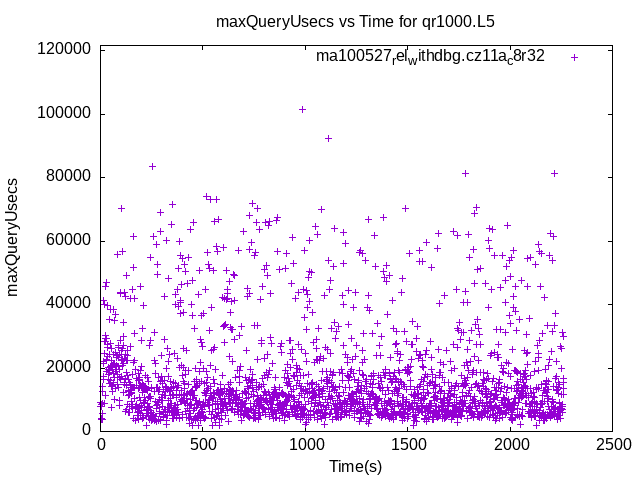 maxQueryUsecs vs Time for qr1000.L5
ma100527relwithdbg.cz11ac8r32
maxQueryUsecs
120000
100000
80000
60000
40000
20000
0
0 500 1000 1500 2000 2500
Time(s)